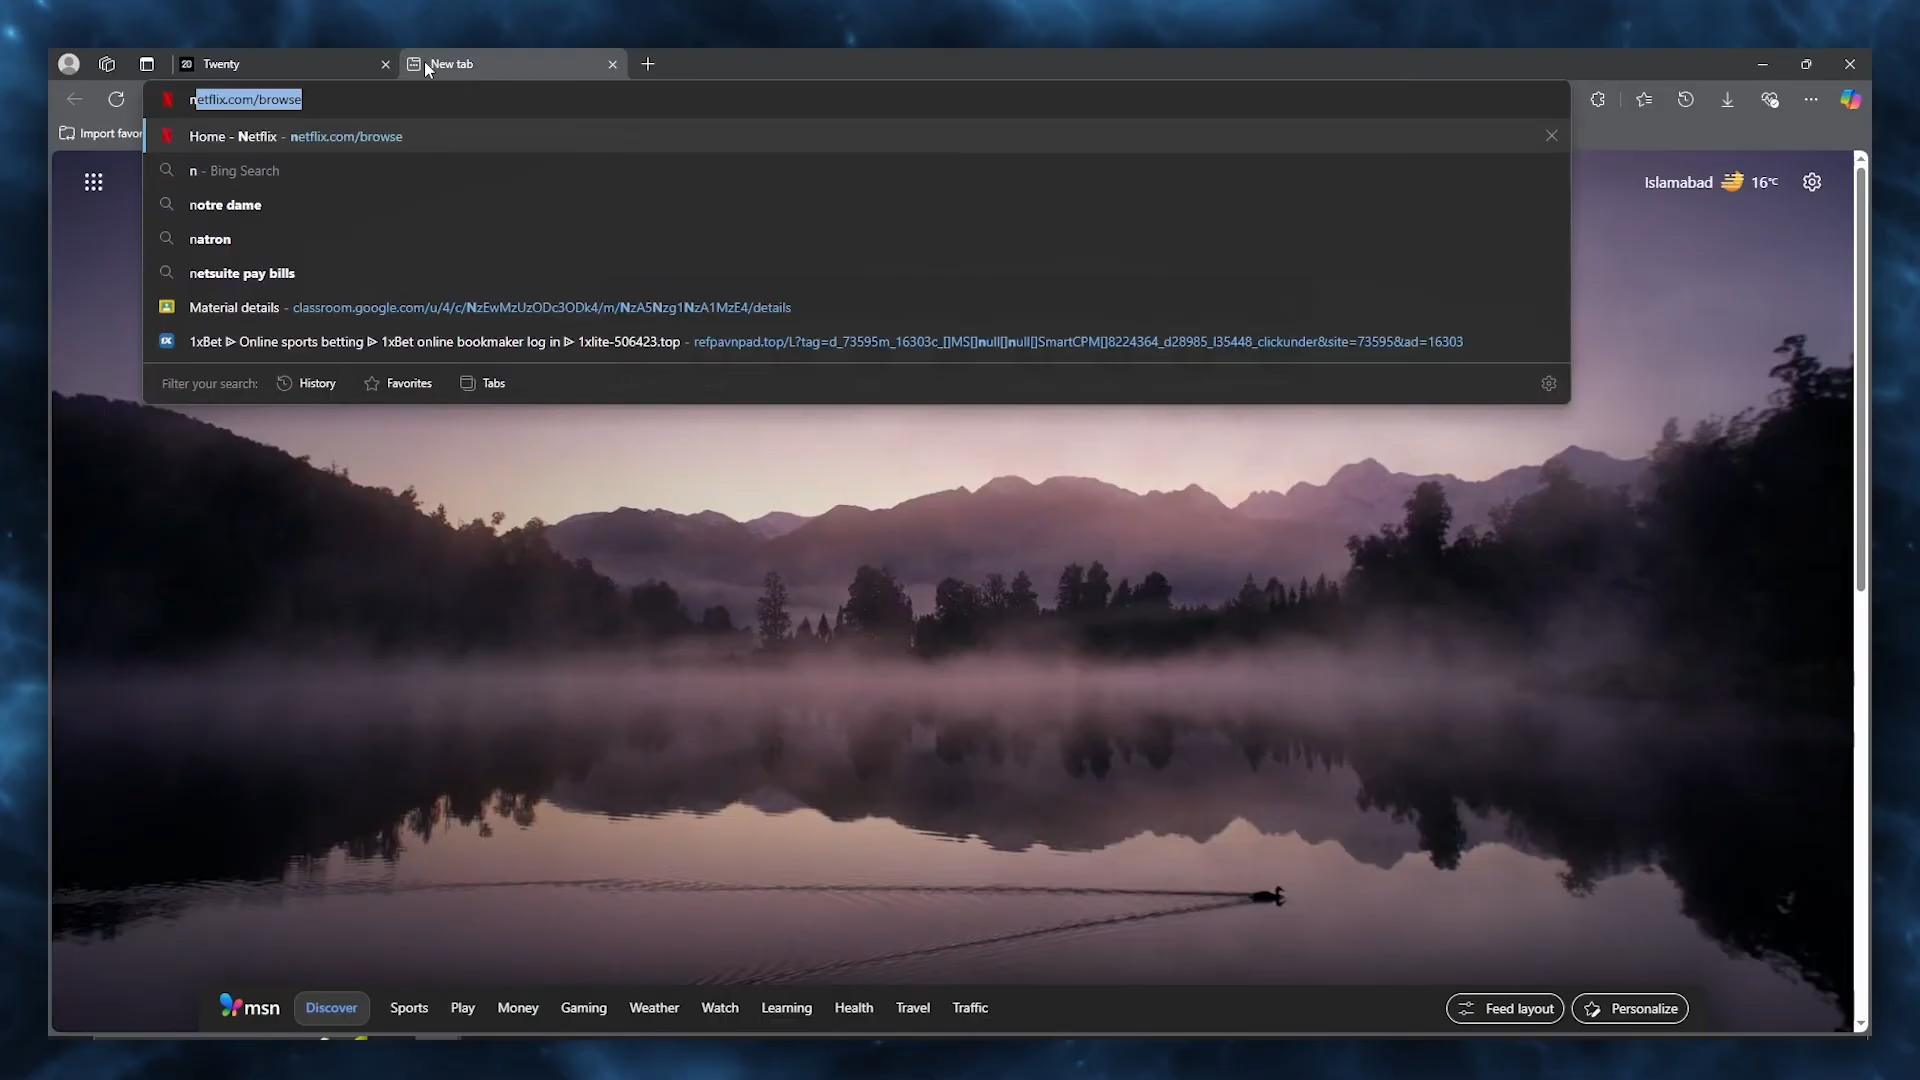 20 Twenty
New tab
netflix.com/browse
Import favor
Home - Netflix - netflix.com/browse
n - Bing Search
notre dame
natron
netsuite pay bills
Material details - classroom.google.com/u/4/c/NzEwMzUzODc3ODk4/m/NzA5Nzg1NzA1MzE4/details
1xBet ᐉ Online sports betting ᐉ 1xBet online bookmaker log in ᐉ 1xlite-506423.top - refpavnpad.top/L?tag=d_73595m_16303c_[]MS[]null[]null[]SmartCPM[]8224364_d28985_l35448_clickunder&site=73595&ad=16303
Filter your search: History Favorites Tabs
Islamabad 16°C
msn Discover Sports Play Money Gaming Weather Watch Learning Health Travel Traffic Feed layout Personalize